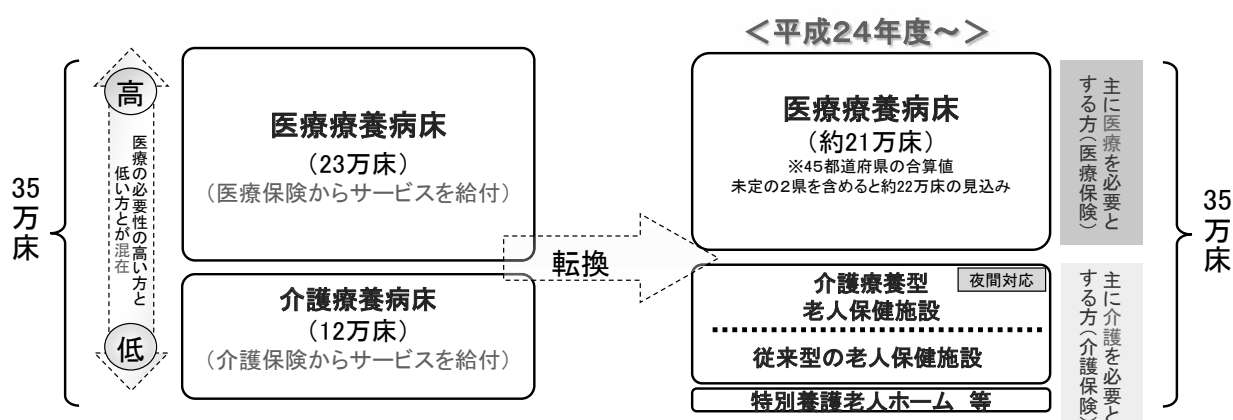 ＜平成24年度～＞
35万床
高
医療の必要性の高い方と
低い方とが混在
低
医療療養病床
（23万床）
（医療保険からサービスを給付）
介護療養病床
（12万床）
（介護保険からサービスを給付）
転換
医療療養病床
（約21万床）
※45都道府県の合算値
未定の2県を含めると約22万床の見込み
介護療養型
老人保健施設
夜間対応
従来型の老人保健施設
特別養護老人ホーム 等
主に医療を必要と
する方（医療保険）
主に介護を必要と
する方（介護保険）
35万床